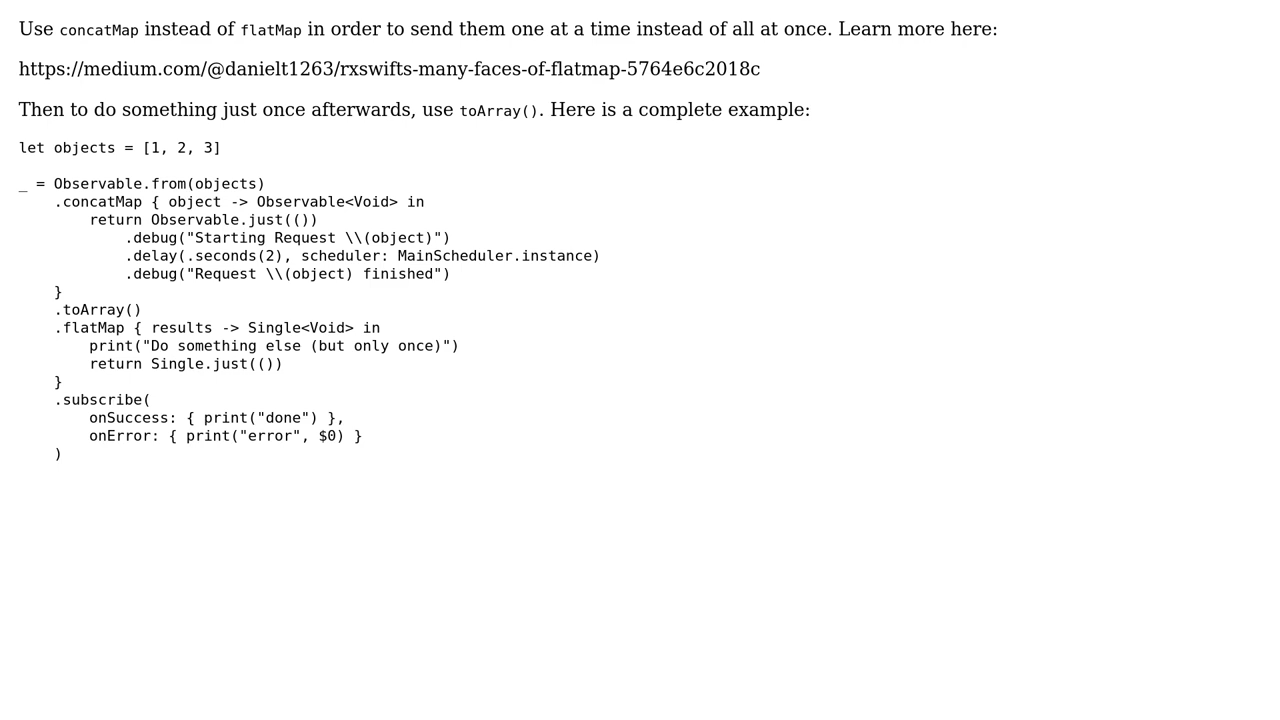 Use concatMap instead of flatMap in order to send them one at a time instead of all at once. Learn more here:
https://medium.com/@danielt1263/rxswifts-many-faces-of-flatmap-5764e6c2018c
Then to do something just once afterwards, use toArray(). Here is a complete example:
let objects = [1, 2, 3]
_ = Observable.from(objects)
    .concatMap { object -> Observable<Void> in
        return Observable.just(())
            .debug("Starting Request \\(object)")
            .delay(.seconds(2), scheduler: MainScheduler.instance)
            .debug("Request \\(object) finished")
    }
    .toArray()
    .flatMap { results -> Single<Void> in
        print("Do something else (but only once)")
        return Single.just(())
    }
    .subscribe(
        onSuccess: { print("done") },
        onError: { print("error", $0) }
    )